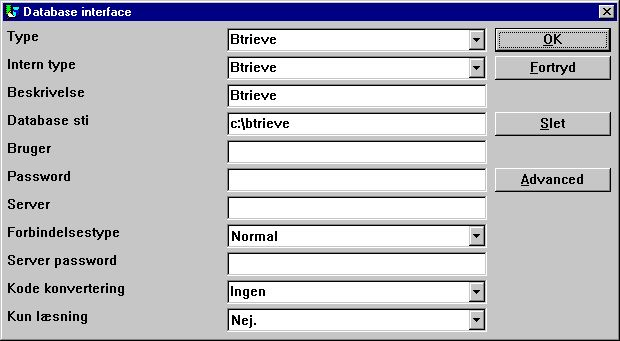 Database interface
Type Btrieve OK
Intern type Btrieve Fortryd
Beskrivelse Btrieve
Database sti c:\btrieve Slet
Bruger
Password Advanced
Server
Forbindelsestype Normal
Server password
Kode konvertering Ingen
Kun læsning Nej.